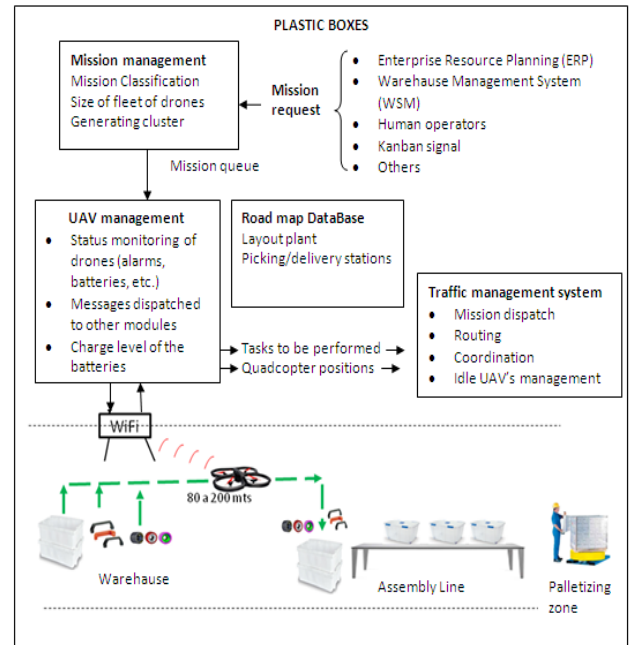 PLASTIC BOXES
Mission management
Mission Classification
Size of fleet of drones
Generating cluster
Mission
request
• Enterprise Resource Planning (ERP)
• Warehause Management System
(WSM)
• Human operators
• Kanban signal
• Others
Mission queue
UAV management
• Status monitoring of
drones (alarms,
batteries, etc.)
• Messages dispatched
to other modules
• Charge level of the
batteries
Road map DataBase
Layout plant
Picking/delivery stations
Traffic management system
• Mission dispatch
• Routing
• Coordination
• Idle UAV's management
Tasks to be performed
Quadcopter positions
WiFi
80 a 200 mts
Warehause
Assembly Line
Palletizing
zone